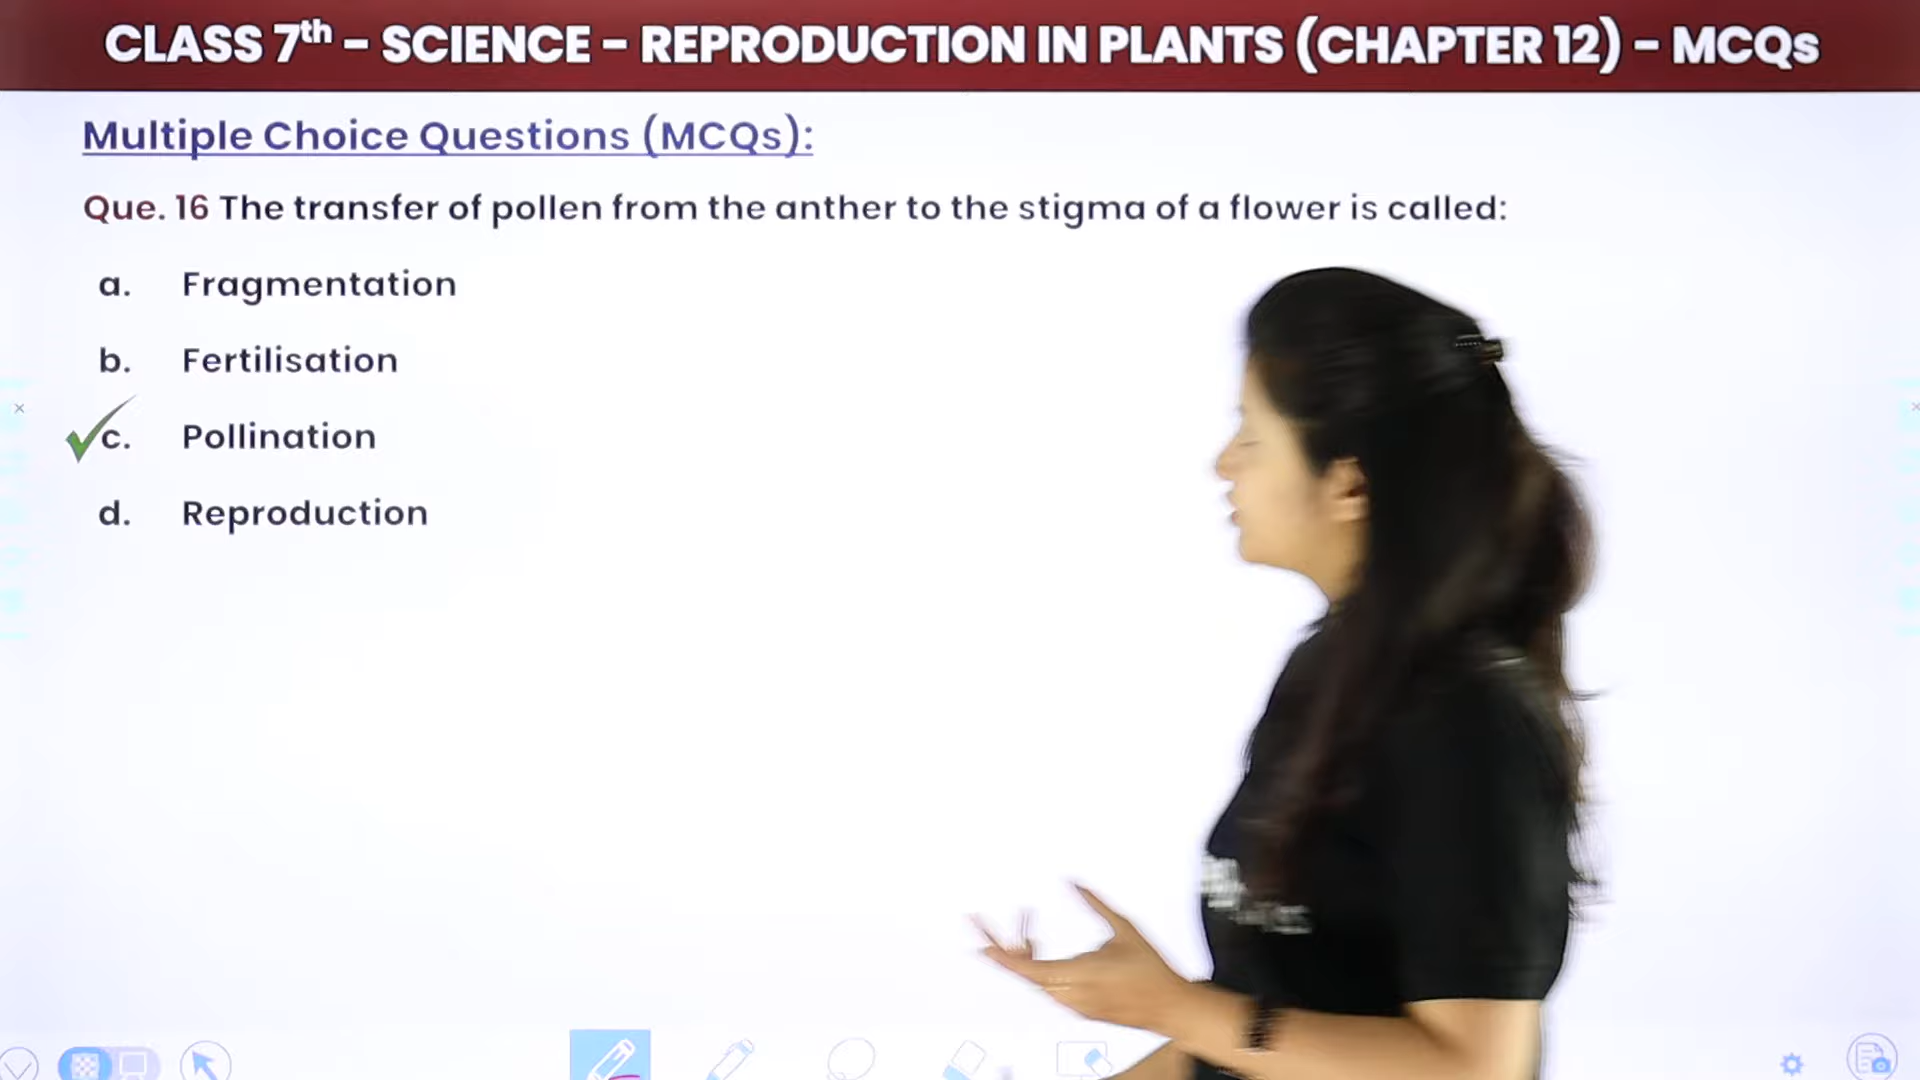 CLASS 7th - SCIENCE - REPRODUCTION IN PLANTS (CHAPTER 12) - MCQs
Multiple Choice Questions (MCQs):
Que. 16 The transfer of pollen from the anther to the stigma of a flower is called:
a. Fragmentation
b. Fertilisation
c. Pollination
d. Reproduction